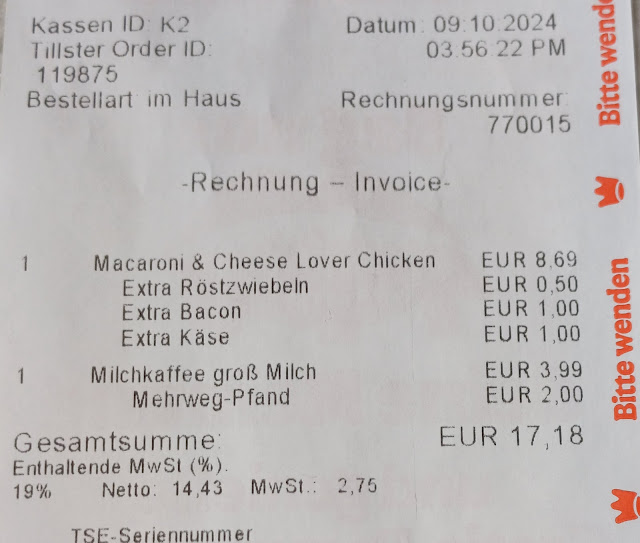 Kassen ID: K2 Datum: 09.10.2024
Tillster Order ID: 03.56 22 PM
119875
Bestellart: im Haus Rechnungsnummer:
770015
-Rechnung – Invoice-
1 Macaroni & Cheese Lover Chicken EUR 8,69
Extra Röstzwiebeln EUR 0,50
Extra Bacon EUR 1,00
Extra Käse EUR 1,00
1 Milchkaffee groß Milch EUR 3,99
Mehrweg-Pfand EUR 2,00
Gesamtsumme: EUR 17,18
Enthaltende MwSt (%).
19% Netto: 14,43 MwSt.: 2,75
TSE-Seriennummer
Bitte wenden
Bitte wenden